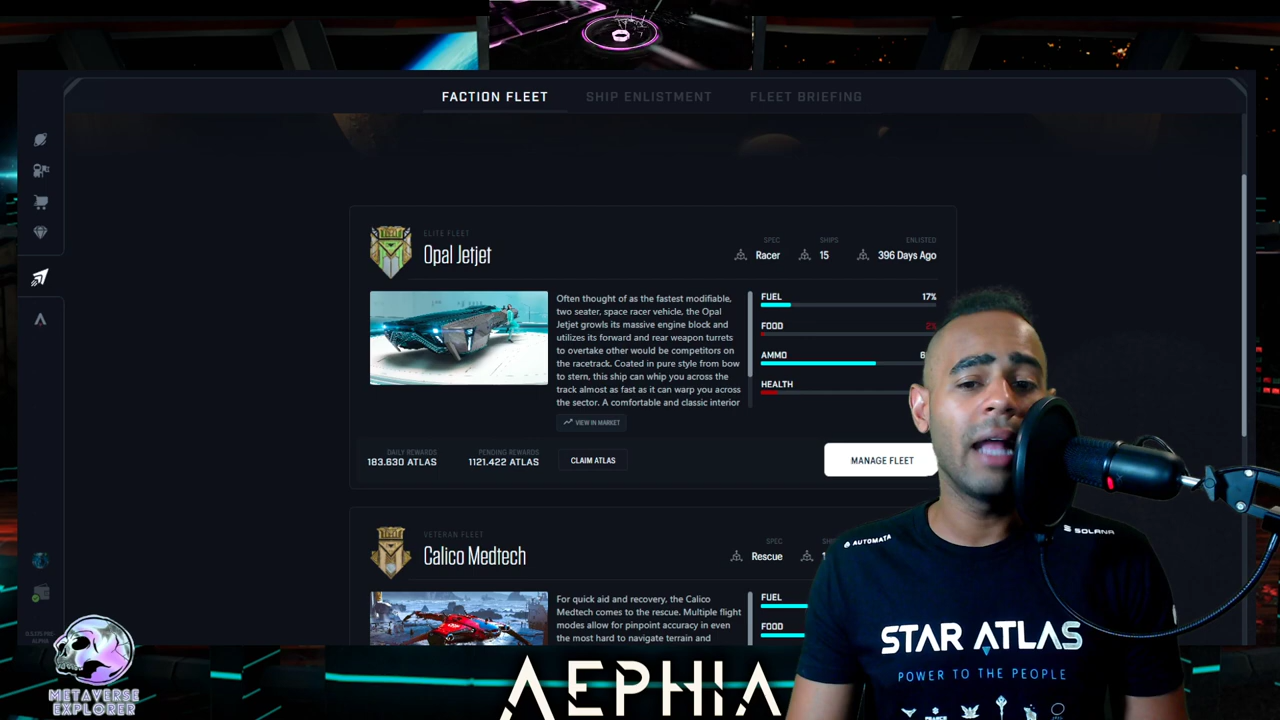 FACTION FLEET
SHIP ENLISTMENT
FLEET BRIEFING
ELITE FLEET
Opal Jetjet
SPEC
Racer
SHIPS
15
ENLISTED
396 Days Ago
Often thought of as the fastest modifiable,
two seater, space racer vehicle, the Opal
Jetjet growls its massive engine block and
utilizes its forward and rear weapon turrets
to overtake other would be competitors on
the racetrack. Coated in pure style from bow
to stern, this ship can whip you across the
track almost as fast as it can warp you across
the sector. A comfortable and classic interior
VIEW IN MARKET
FUEL
17%
FOOD
2%
AMMO
HEALTH
DAILY REWARDS
183.630 ATLAS
PENDING REWARDS
1121.422 ATLAS
CLAIM ATLAS
MANAGE FLEET
VETERAN FLEET
Calico Medtech
SPEC
Rescue
SHIPS
For quick aid and recovery, the Calico
Medtech comes to the rescue. Multiple flight
modes allow for pinpoint accuracy in even
the most hard to navigate terrain and
FUEL
FOOD
AUTOMATA
SOLANA
STAR ATLAS
POWER TO THE PEOPLE
METAVERSE
EXPLORER
AEPHIA